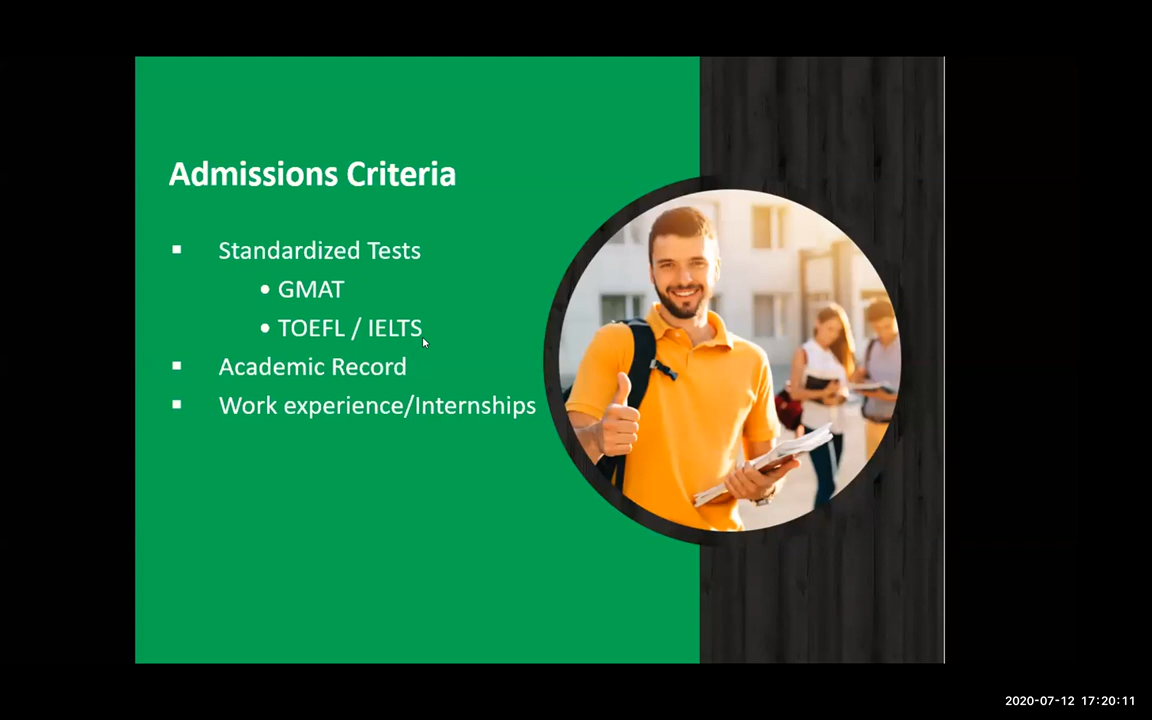 Admissions Criteria
▪ Standardized Tests
• GMAT
• TOEFL / IELTS
▪ Academic Record
▪ Work experience/Internships
2020-07-12 17:20:11